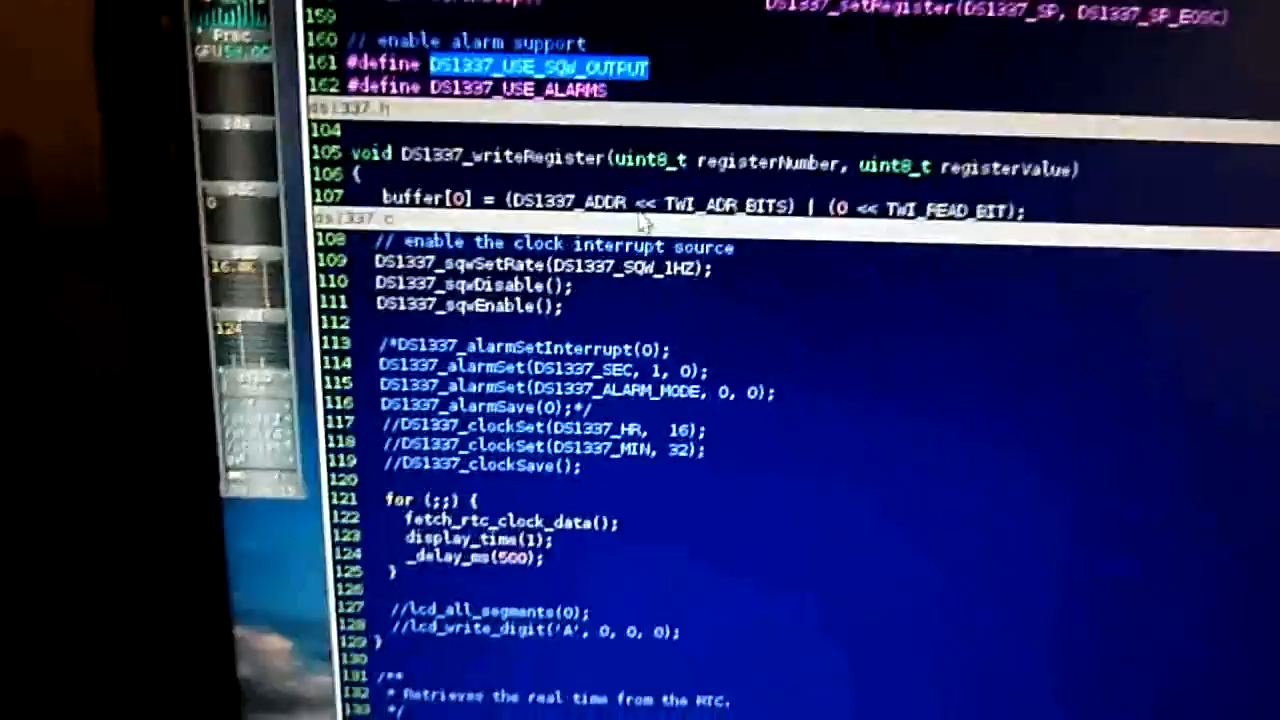 159
DS1337_setRegister(DS1337_SP, DS1337_SP_EOSC)
160 // enable alarm support
161 #define DS1337_USE_SQW_OUTPUT
162 #define DS1337_USE_ALARMS
ds1337.h
104
105 void DS1337_writeRegister(uint8_t registerNumber, uint8_t registerValue)
106 {
107 buffer[0] = (DS1337_ADDR << TWI_ADR_BITS) | (0 << TWI_READ_BIT);
ds1337.c
108 // enable the clock interrupt source
109 DS1337_sqwSetRate(DS1337_SQW_1HZ);
110 DS1337_sqwDisable();
111 DS1337_sqwEnable();
112
113 /*DS1337_alarmSetInterrupt(0);
114 DS1337_alarmSet(DS1337_SEC, 1, 0);
115 DS1337_alarmSet(DS1337_ALARM_MODE, 0, 0);
116 DS1337_alarmSave(0);*/
117 //DS1337_clockSet(DS1337_HR, 16);
118 //DS1337_clockSet(DS1337_MIN, 32);
119 //DS1337_clockSave();
120
121 for (;;) {
122 fetch_rtc_clock_data();
123 display_time(1);
124 _delay_ms(500);
125 }
126
127 //lcd_all_segments(0);
128 //lcd_write_digit('A', 0, 0, 0);
129 }
130
131 /**
132 * Retrieves the real time from the RTC.
133 */
Proc
0
124